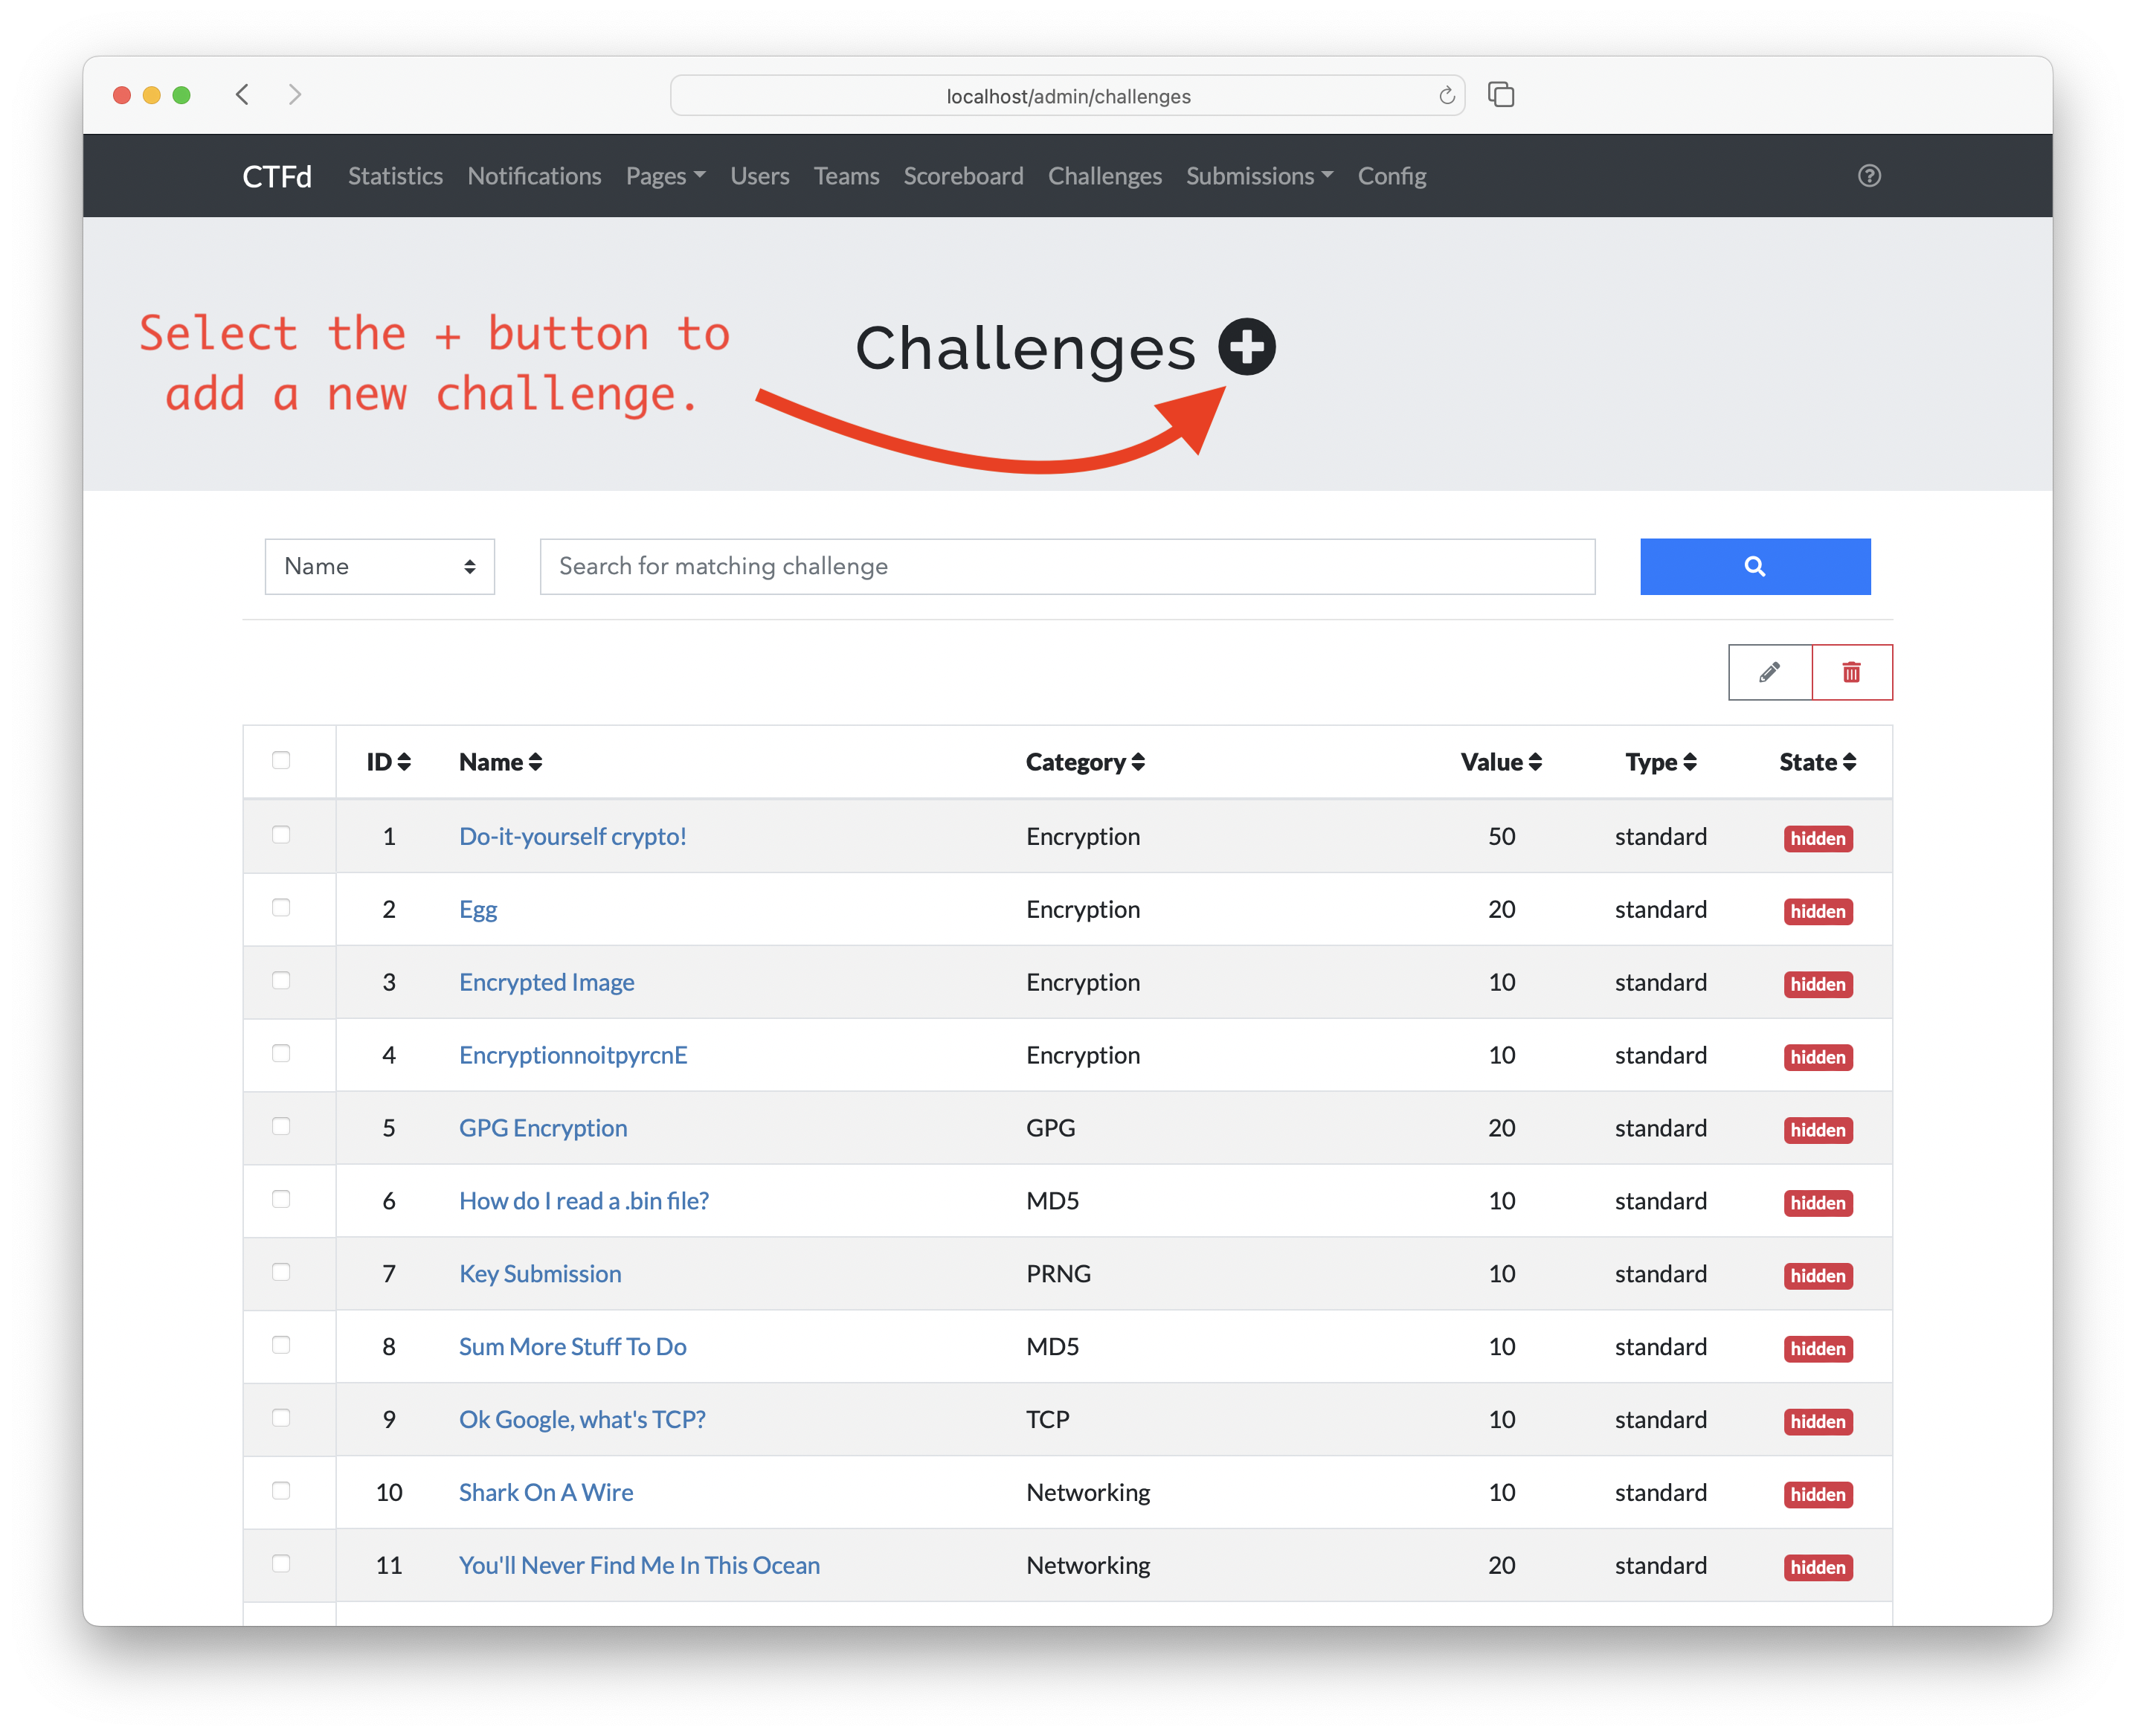 localhost/admin/challenges
CTFd Statistics Notifications Pages Users Teams Scoreboard Challenges Submissions Config
Select the + button to
add a new challenge.
Challenges
Name Search for matching challenge
ID Name Category Value Type State
1 Do-it-yourself crypto! Encryption 50 standard hidden
2 Egg Encryption 20 standard hidden
3 Encrypted Image Encryption 10 standard hidden
4 EncryptionnoitpyrcnE Encryption 10 standard hidden
5 GPG Encryption GPG 20 standard hidden
6 How do I read a .bin file? MD5 10 standard hidden
7 Key Submission PRNG 10 standard hidden
8 Sum More Stuff To Do MD5 10 standard hidden
9 Ok Google, what's TCP? TCP 10 standard hidden
10 Shark On A Wire Networking 10 standard hidden
11 You'll Never Find Me In This Ocean Networking 20 standard hidden